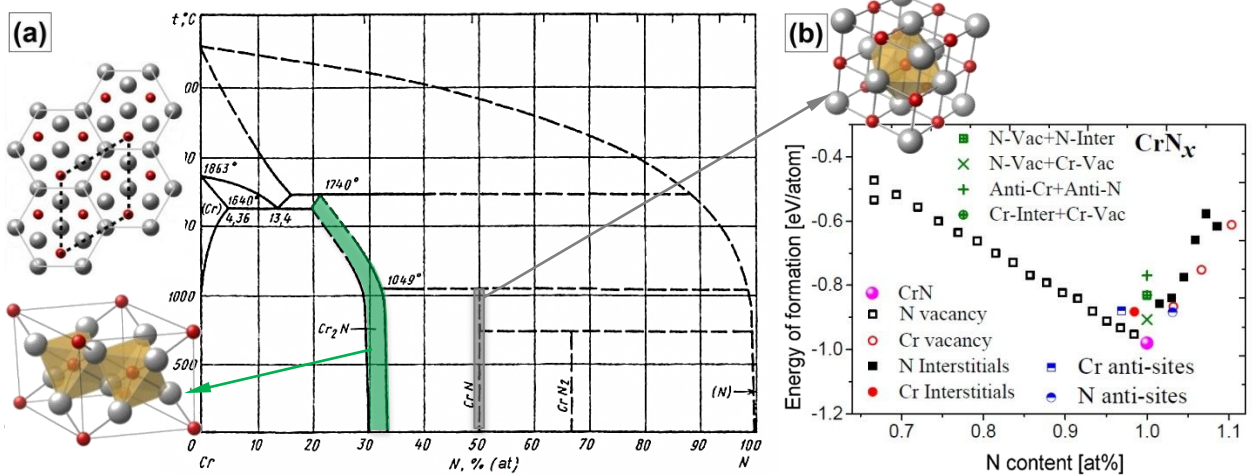 (a)
t,°C
00
0
1863°
1740°
1640°
(Cr)
4,36
13,4
0
1049°
1000
Cr₂N
500
CrN
CrN₂
(N)
0
10
20
30
40
50
60
70
80
90
100
Cr
N, % (at)
N
(b)
N-Vac+N-Inter
CrNx
N-Vac+Cr-Vac
Anti-Cr+Anti-N
Cr-Inter+Cr-Vac
Energy of formation [eV/atom]
-0.4
-0.6
-0.8
-1.0
-1.2
CrN
N vacancy
Cr vacancy
N Interstitials
Cr anti-sites
Cr Interstitials
N anti-sites
0.7
0.8
0.9
1.0
1.1
N content [at%]